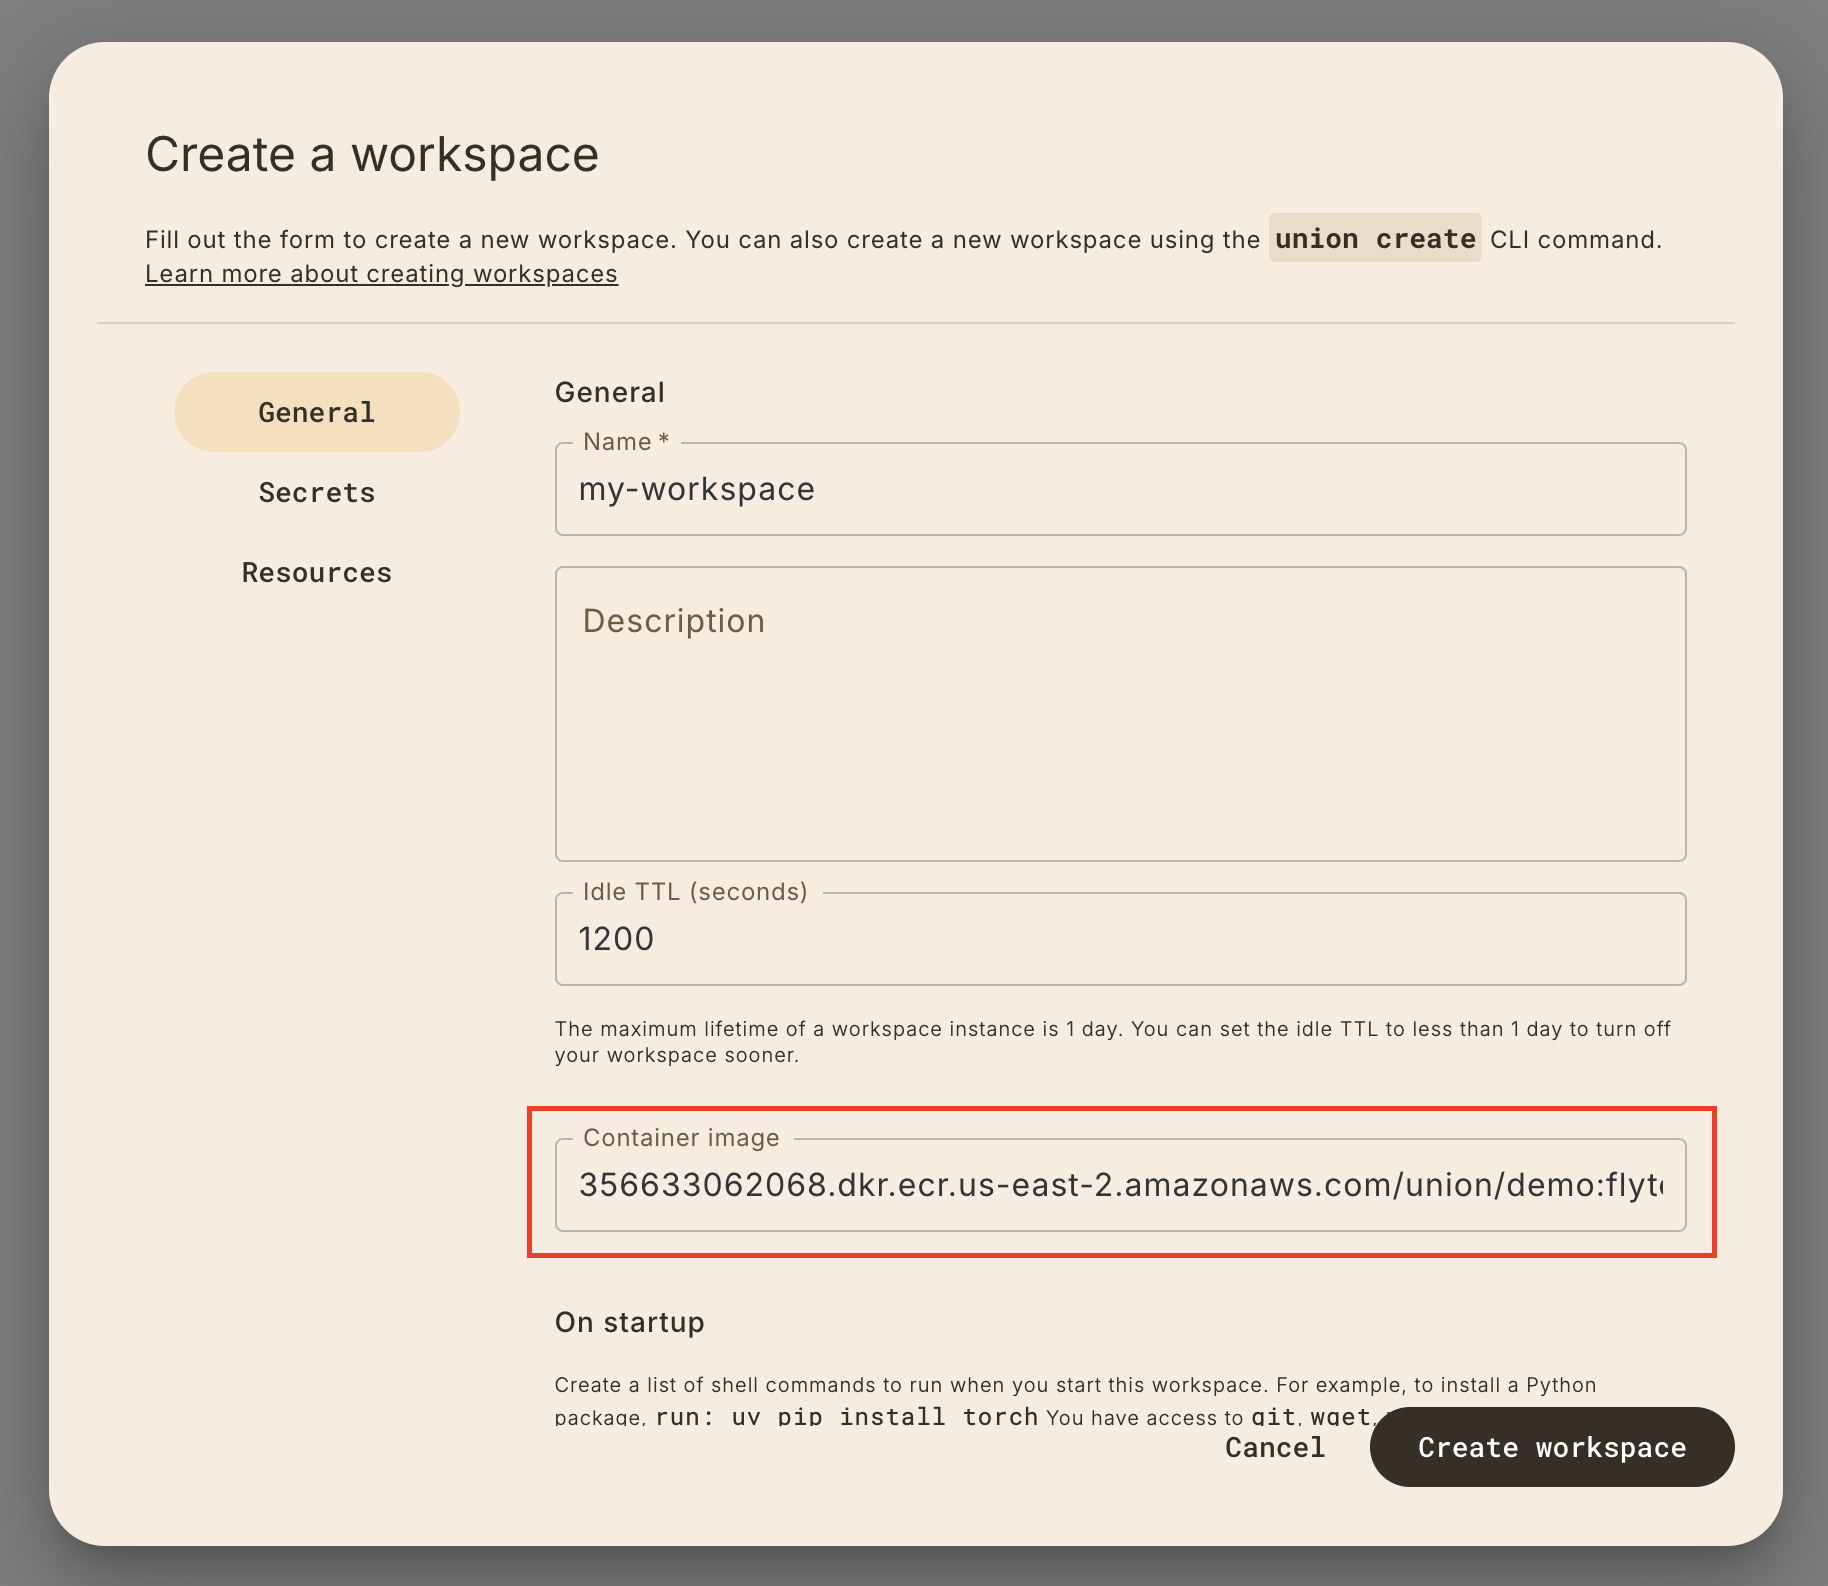 Create a workspace
Fill out the form to create a new workspace. You can also create a new workspace using the union create CLI command.
Learn more about creating workspaces
General
Secrets
Resources
General
Name *
my-workspace
Description
Idle TTL (seconds)
1200
The maximum lifetime of a workspace instance is 1 day. You can set the idle TTL to less than 1 day to turn off
your workspace sooner.
Container image
356633062068.dkr.ecr.us-east-2.amazonaws.com/union/demo:flyt
On startup
Create a list of shell commands to run when you start this workspace. For example, to install a Python
package, run: uv pip install torch You have access to git, wget,
Cancel
Create workspace